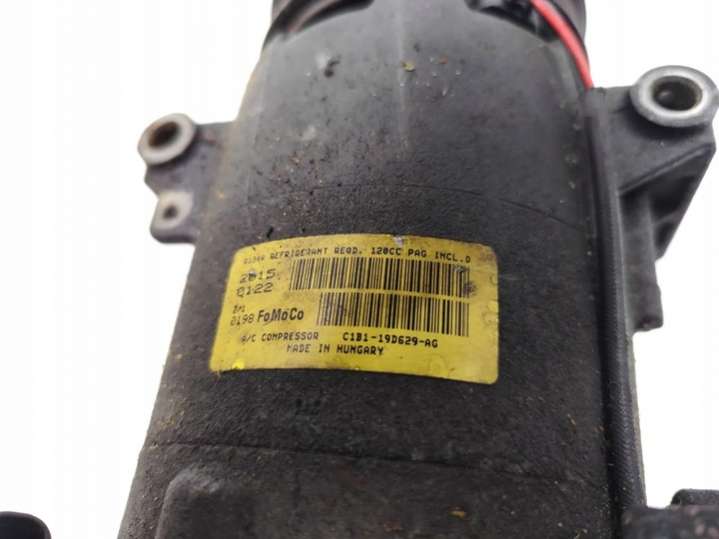 R134A REFRIGERANT REQD. 120CC PAG INCL.D
2015
0122
0198 FoMoCo
A/C COMPRESSOR C1B1-19D629-AG
MADE IN HUNGARY